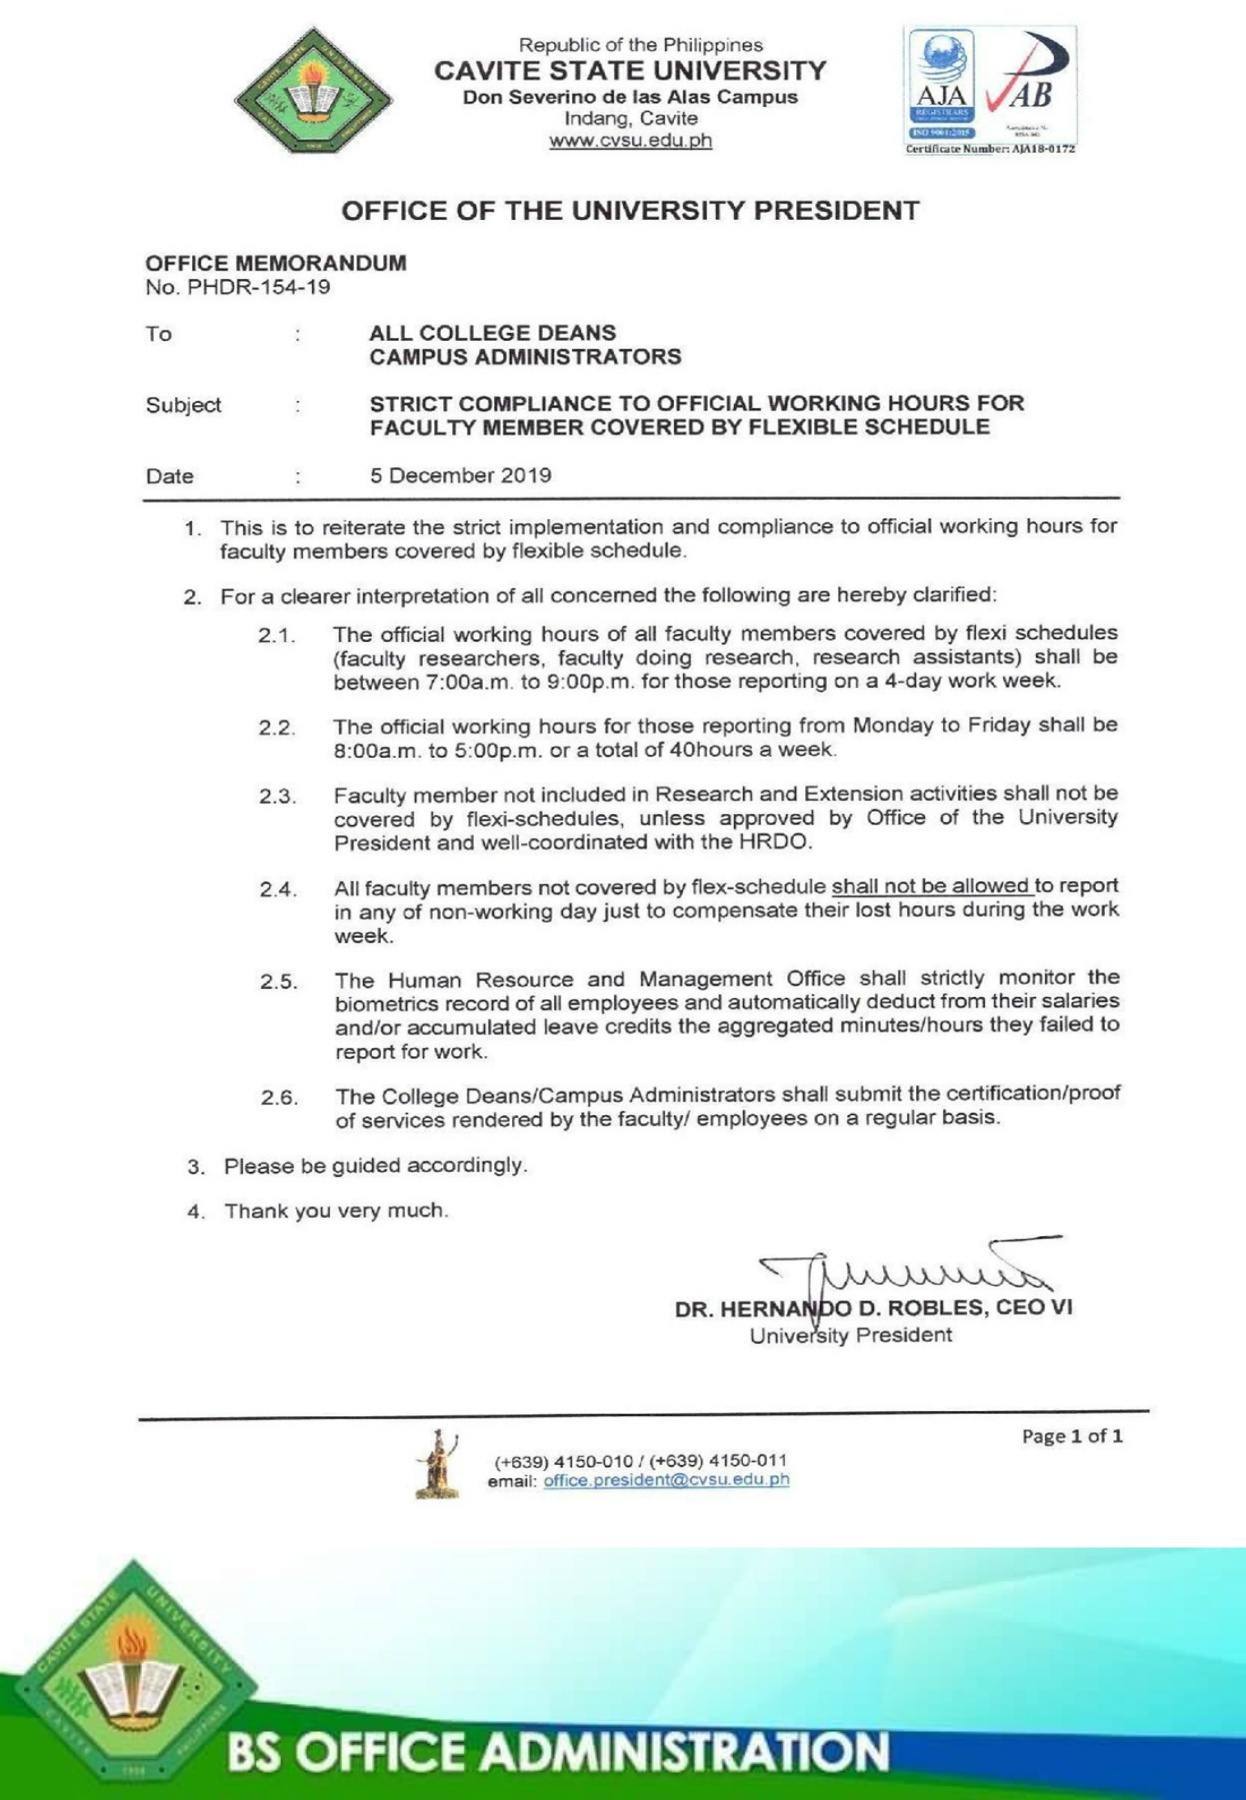 Republic of the Philippines
CAVITE STATE UNIVERSITY
Don Severino de las Alas Campus
Indang, Cavite
www.cvsu.edu.ph
CAVITE STATE UNIVERSITY
CAVITE PHILIPPINES
1906
AJA
REGISTRARS
ISO 9001:2015
PAB
Certificate Number: AJA18-0172
OFFICE OF THE UNIVERSITY PRESIDENT
OFFICE MEMORANDUM
No. PHDR-154-19
To : ALL COLLEGE DEANS
CAMPUS ADMINISTRATORS
Subject : STRICT COMPLIANCE TO OFFICIAL WORKING HOURS FOR
FACULTY MEMBER COVERED BY FLEXIBLE SCHEDULE
Date : 5 December 2019
1. This is to reiterate the strict implementation and compliance to official working hours for
faculty members covered by flexible schedule.
2. For a clearer interpretation of all concerned the following are hereby clarified:
2.1. The official working hours of all faculty members covered by flexi schedules
(faculty researchers, faculty doing research, research assistants) shall be
between 7:00a.m. to 9:00p.m. for those reporting on a 4-day work week.
2.2. The official working hours for those reporting from Monday to Friday shall be
8:00a.m. to 5:00p.m. or a total of 40hours a week.
2.3. Faculty member not included in Research and Extension activities shall not be
covered by flexi-schedules, unless approved by Office of the University
President and well-coordinated with the HRDO.
2.4. All faculty members not covered by flex-schedule shall not be allowed to report
in any of non-working day just to compensate their lost hours during the work
week.
2.5. The Human Resource and Management Office shall strictly monitor the
biometrics record of all employees and automatically deduct from their salaries
and/or accumulated leave credits the aggregated minutes/hours they failed to
report for work.
2.6. The College Deans/Campus Administrators shall submit the certification/proof
of services rendered by the faculty/ employees on a regular basis.
3. Please be guided accordingly.
4. Thank you very much.
DR. HERNANDO D. ROBLES, CEO VI
University President
Page 1 of 1
(+639) 4150-010 / (+639) 4150-011
email: office.president@cvsu.edu.ph
CAVITE STATE UNIVERSITY
CAVITE PHILIPPINES
1906
BS OFFICE ADMINISTRATION